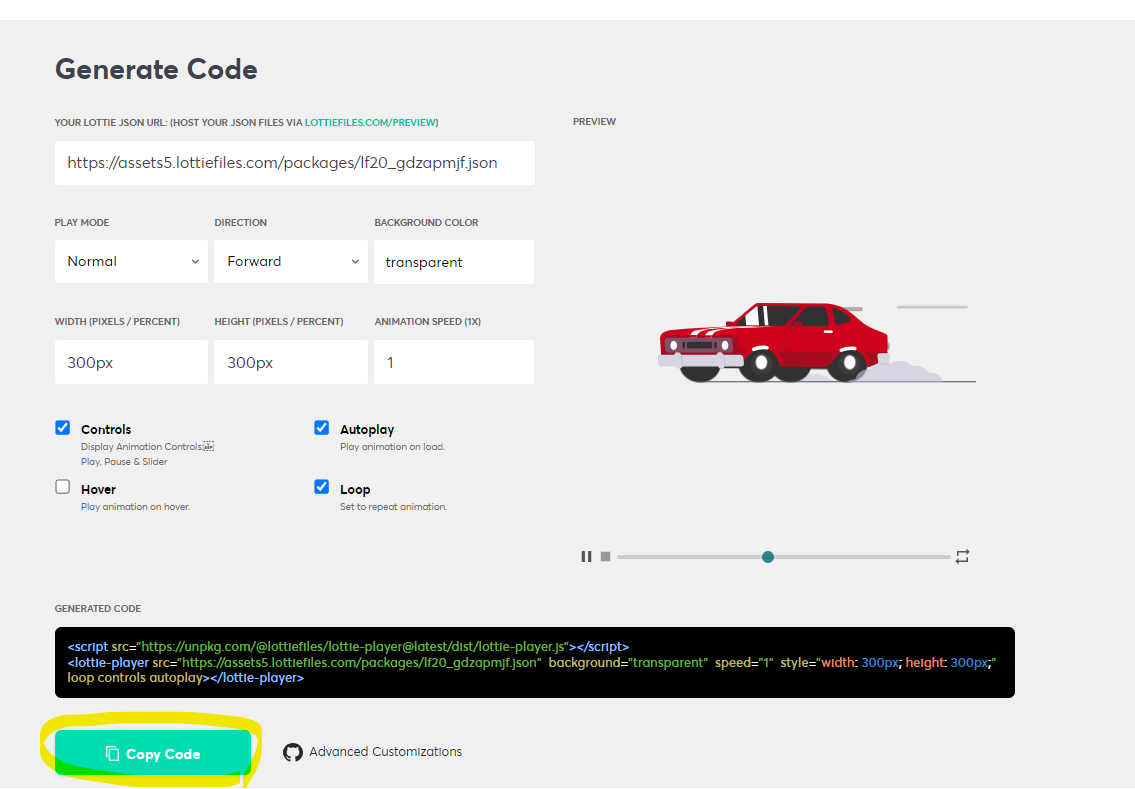 Generate Code
YOUR LOTTIE JSON URL: (HOST YOUR JSON FILES VIA LOTTIEFILES.COM/PREVIEW)
https://assets5.lottiefiles.com/packages/lf20_gdzapmjf.json
PLAY MODE
DIRECTION
BACKGROUND COLOR
Normal
Forward
transparent
WIDTH (PIXELS / PERCENT)
HEIGHT (PIXELS / PERCENT)
ANIMATION SPEED (1X)
300px
300px
1
Controls
Display Animation Controls:
Play, Pause & Slider
Autoplay
Play animation on load.
Hover
Play animation on hover.
Loop
Set to repeat animation.
PREVIEW
GENERATED CODE
<script src="https://unpkg.com/@lottiefiles/lottie-player@latest/dist/lottie-player.js"></script>
<lottie-player src="https://assets5.lottiefiles.com/packages/lf20_gdzapmjf.json"  background="transparent"  speed="1"  style="width: 300px; height: 300px;"
loop controls autoplay></lottie-player>
Copy Code
Advanced Customizations